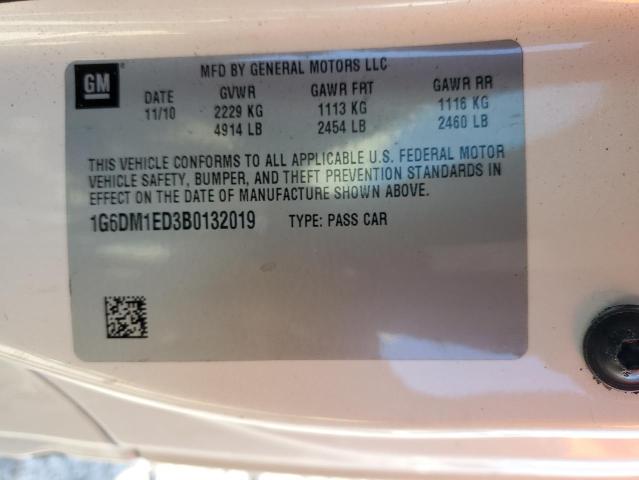 GM
MFD BY GENERAL MOTORS LLC
DATE GVWR GAWR FRT GAWR RR
11/10 2229 KG 1113 KG 1116 KG
4914 LB 2454 LB 2460 LB
THIS VEHICLE CONFORMS TO ALL APPLICABLE U.S. FEDERAL MOTOR
VEHICLE SAFETY, BUMPER, AND THEFT PREVENTION STANDARDS IN
EFFECT ON THE DATE OF MANUFACTURE SHOWN ABOVE.
1G6DM1ED3B0132019 TYPE: PASS CAR